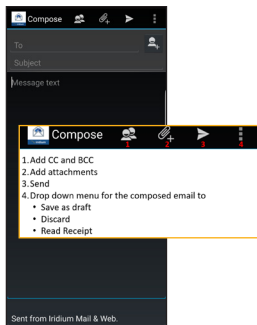 Compose
To
Subject
Message text
Compose
1 2 3 4
1.Add CC and BCC
2.Add attachments
3.Send
4.Drop down menu for the composed email to
• Save as draft
• Discard
• Read Receipt
Sent from Iridium Mail & Web.